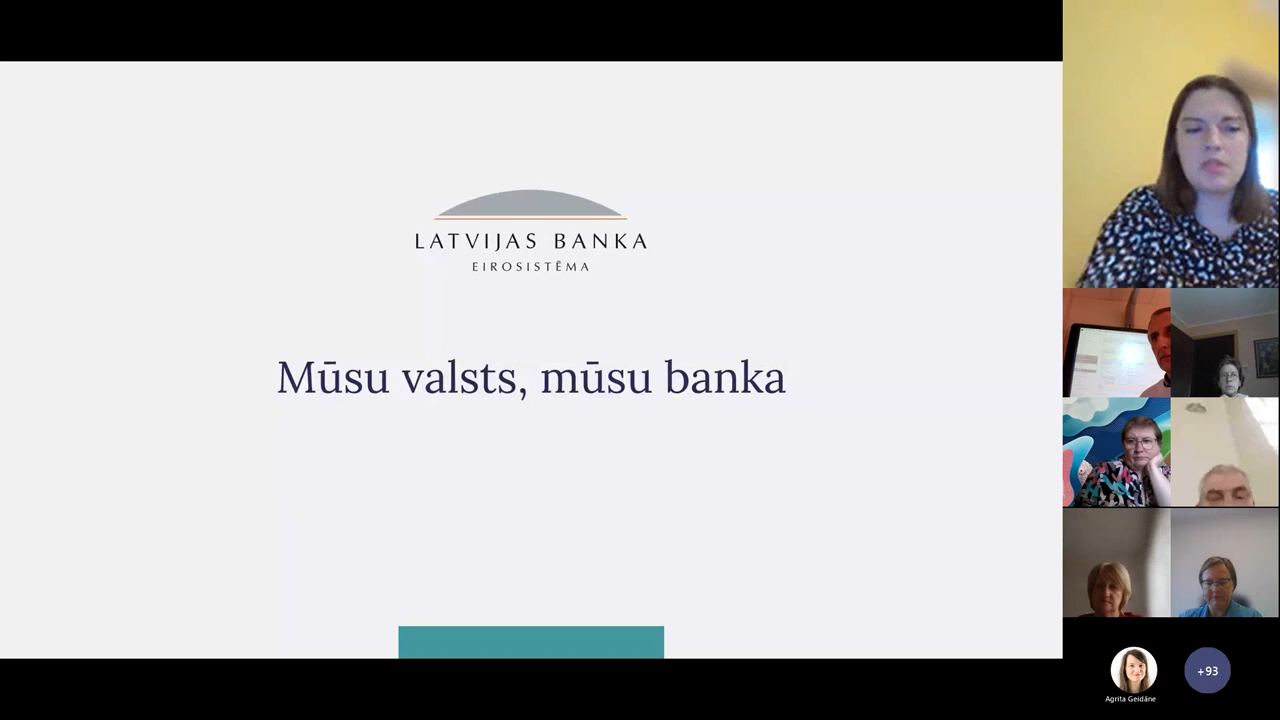 LATVIJAS BANKA
EIROSISTĒMA
Mūsu valsts, mūsu banka
+93
Agrita Geidāne